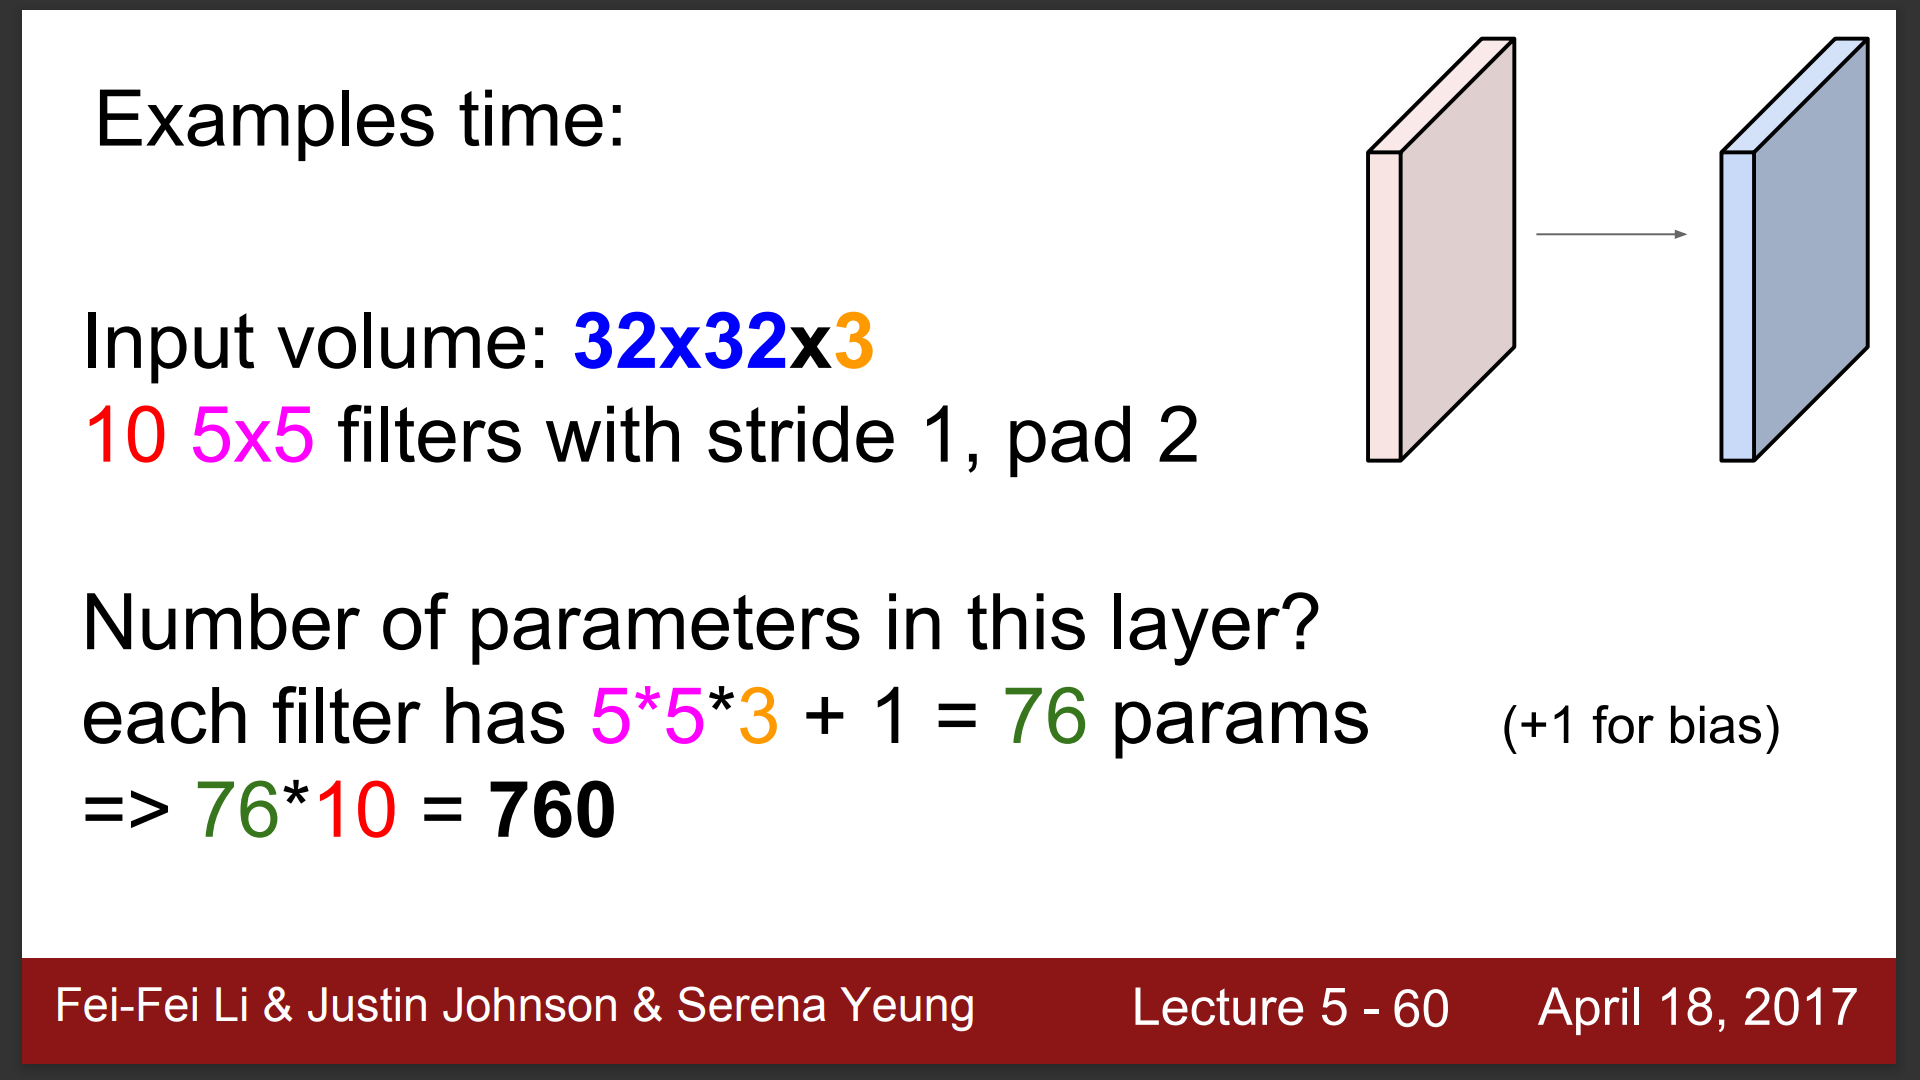 Examples time:
Input volume: 32x32x3
10 5x5 filters with stride 1, pad 2
Number of parameters in this layer?
each filter has 5*5*3 + 1 = 76 params (+1 for bias)
=> 76*10 = 760
Fei-Fei Li & Justin Johnson & Serena Yeung Lecture 5 - 60 April 18, 2017